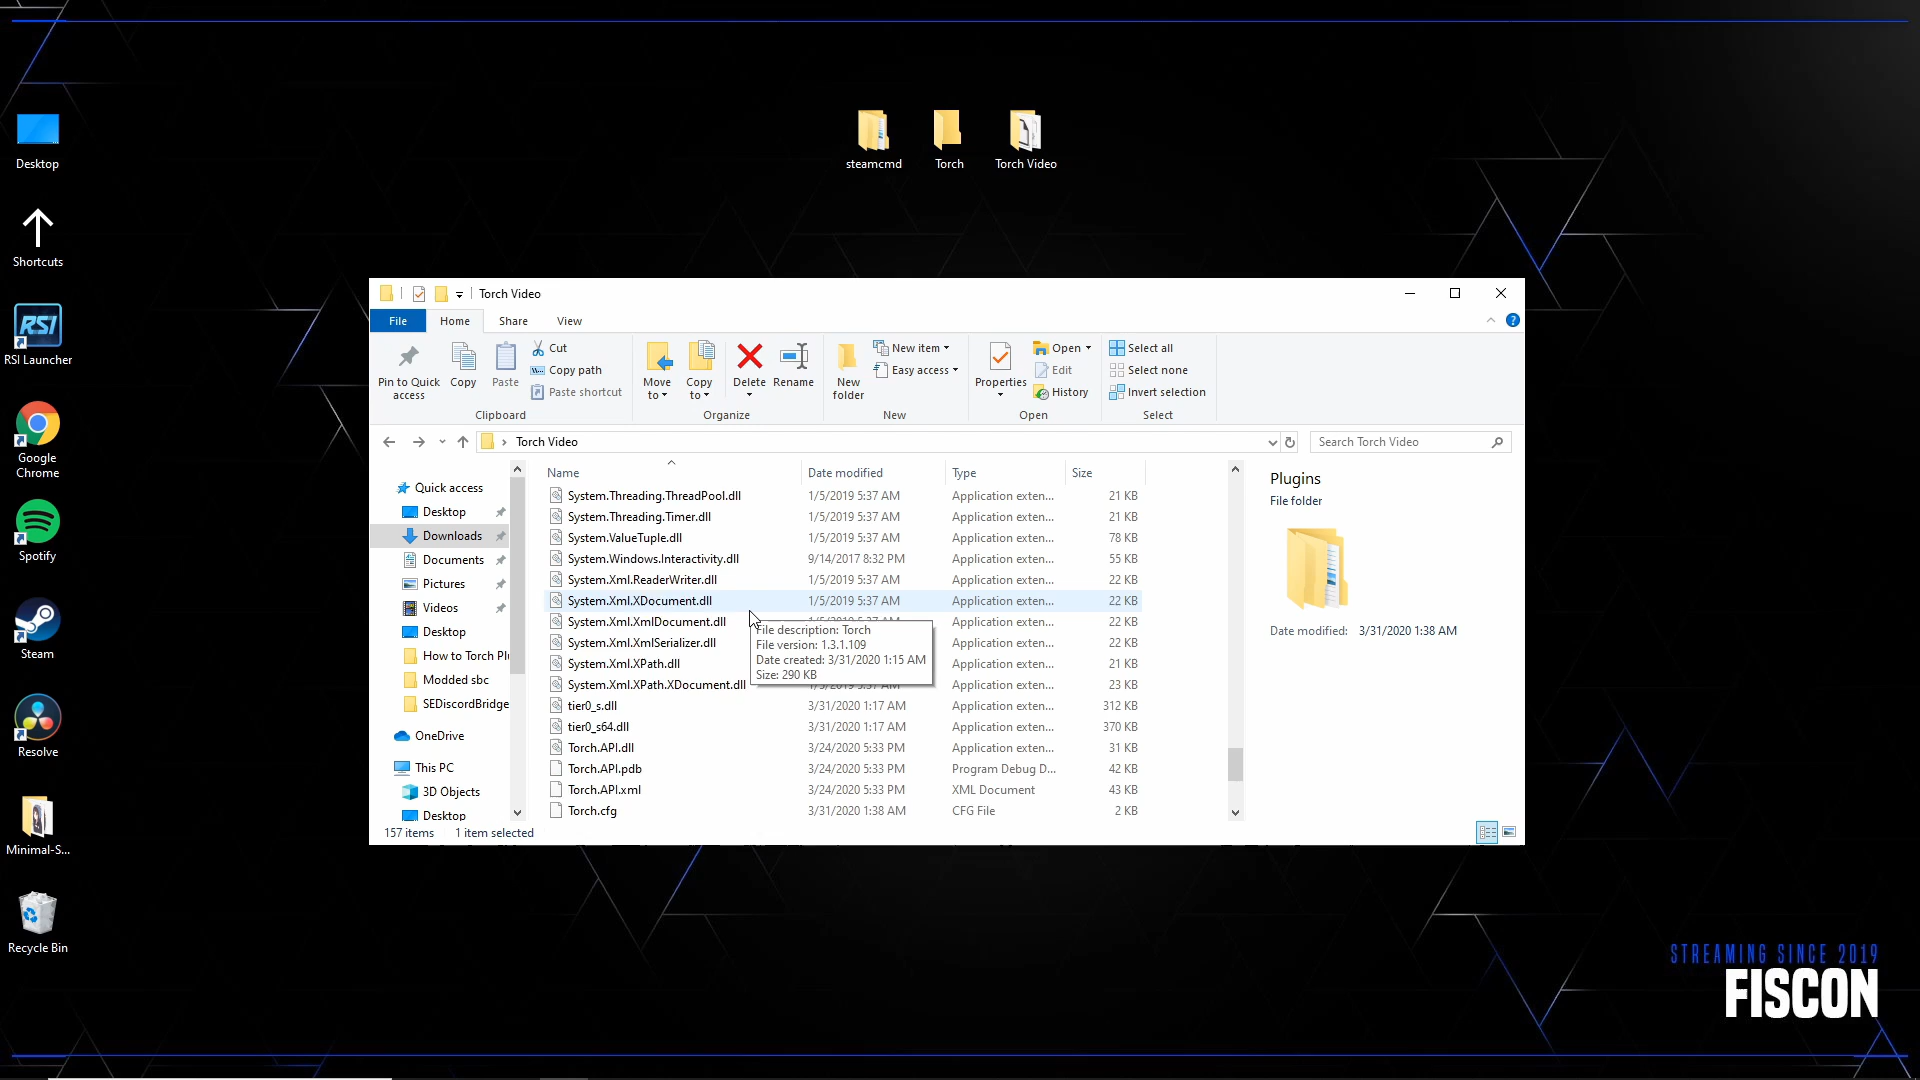 steamcmd
Torch
Torch Video
Desktop
Shortcuts
RSI
RSI Launcher
Google
Chrome
Spotify
Steam
Resolve
Minimal-S...
Recycle Bin
Torch Video
File
Home
Share
View
Pin to Quick
access
Copy
Paste
Cut
Copy path
Paste shortcut
Clipboard
Move
to
Copy
to
Delete
Rename
Organize
New
folder
New item
Easy access
New
Properties
Open
Edit
History
Open
Select all
Select none
Invert selection
Select
Torch Video
Search Torch Video
Quick access
Desktop
Downloads
Documents
Pictures
Videos
Desktop
How to Torch Pl
Modded sbc
SEDiscordBridge
OneDrive
This PC
3D Objects
Desktop
Name Date modified Type Size
System.Threading.ThreadPool.dll 1/5/2019 5:37 AM Application exten... 21 KB
System.Threading.Timer.dll 1/5/2019 5:37 AM Application exten... 21 KB
System.ValueTuple.dll 1/5/2019 5:37 AM Application exten... 78 KB
System.Windows.Interactivity.dll 9/14/2017 8:32 PM Application exten... 55 KB
System.Xml.ReaderWriter.dll 1/5/2019 5:37 AM Application exten... 22 KB
System.Xml.XDocument.dll 1/5/2019 5:37 AM Application exten... 22 KB
System.Xml.XmlDocument.dll 1/5/2019 5:37 AM Application exten... 22 KB
System.Xml.XmlSerializer.dll Application exten... 22 KB
System.Xml.XPath.dll Application exten... 21 KB
System.Xml.XPath.XDocument.dll 1/5/2019 5:37 AM Application exten... 23 KB
tier0_s.dll 3/31/2020 1:17 AM Application exten... 312 KB
tier0_s64.dll 3/31/2020 1:17 AM Application exten... 370 KB
Torch.API.dll 3/24/2020 5:33 PM Application exten... 31 KB
Torch.API.pdb 3/24/2020 5:33 PM Program Debug D... 42 KB
Torch.API.xml 3/24/2020 5:33 PM XML Document 43 KB
Torch.cfg 3/31/2020 1:38 AM CFG File 2 KB
File description: Torch
File version: 1.3.1.109
Date created: 3/31/2020 1:15 AM
Size: 290 KB
Plugins
File folder
Date modified: 3/31/2020 1:38 AM
157 items 1 item selected
STREAMING SINCE 2019
FISCON